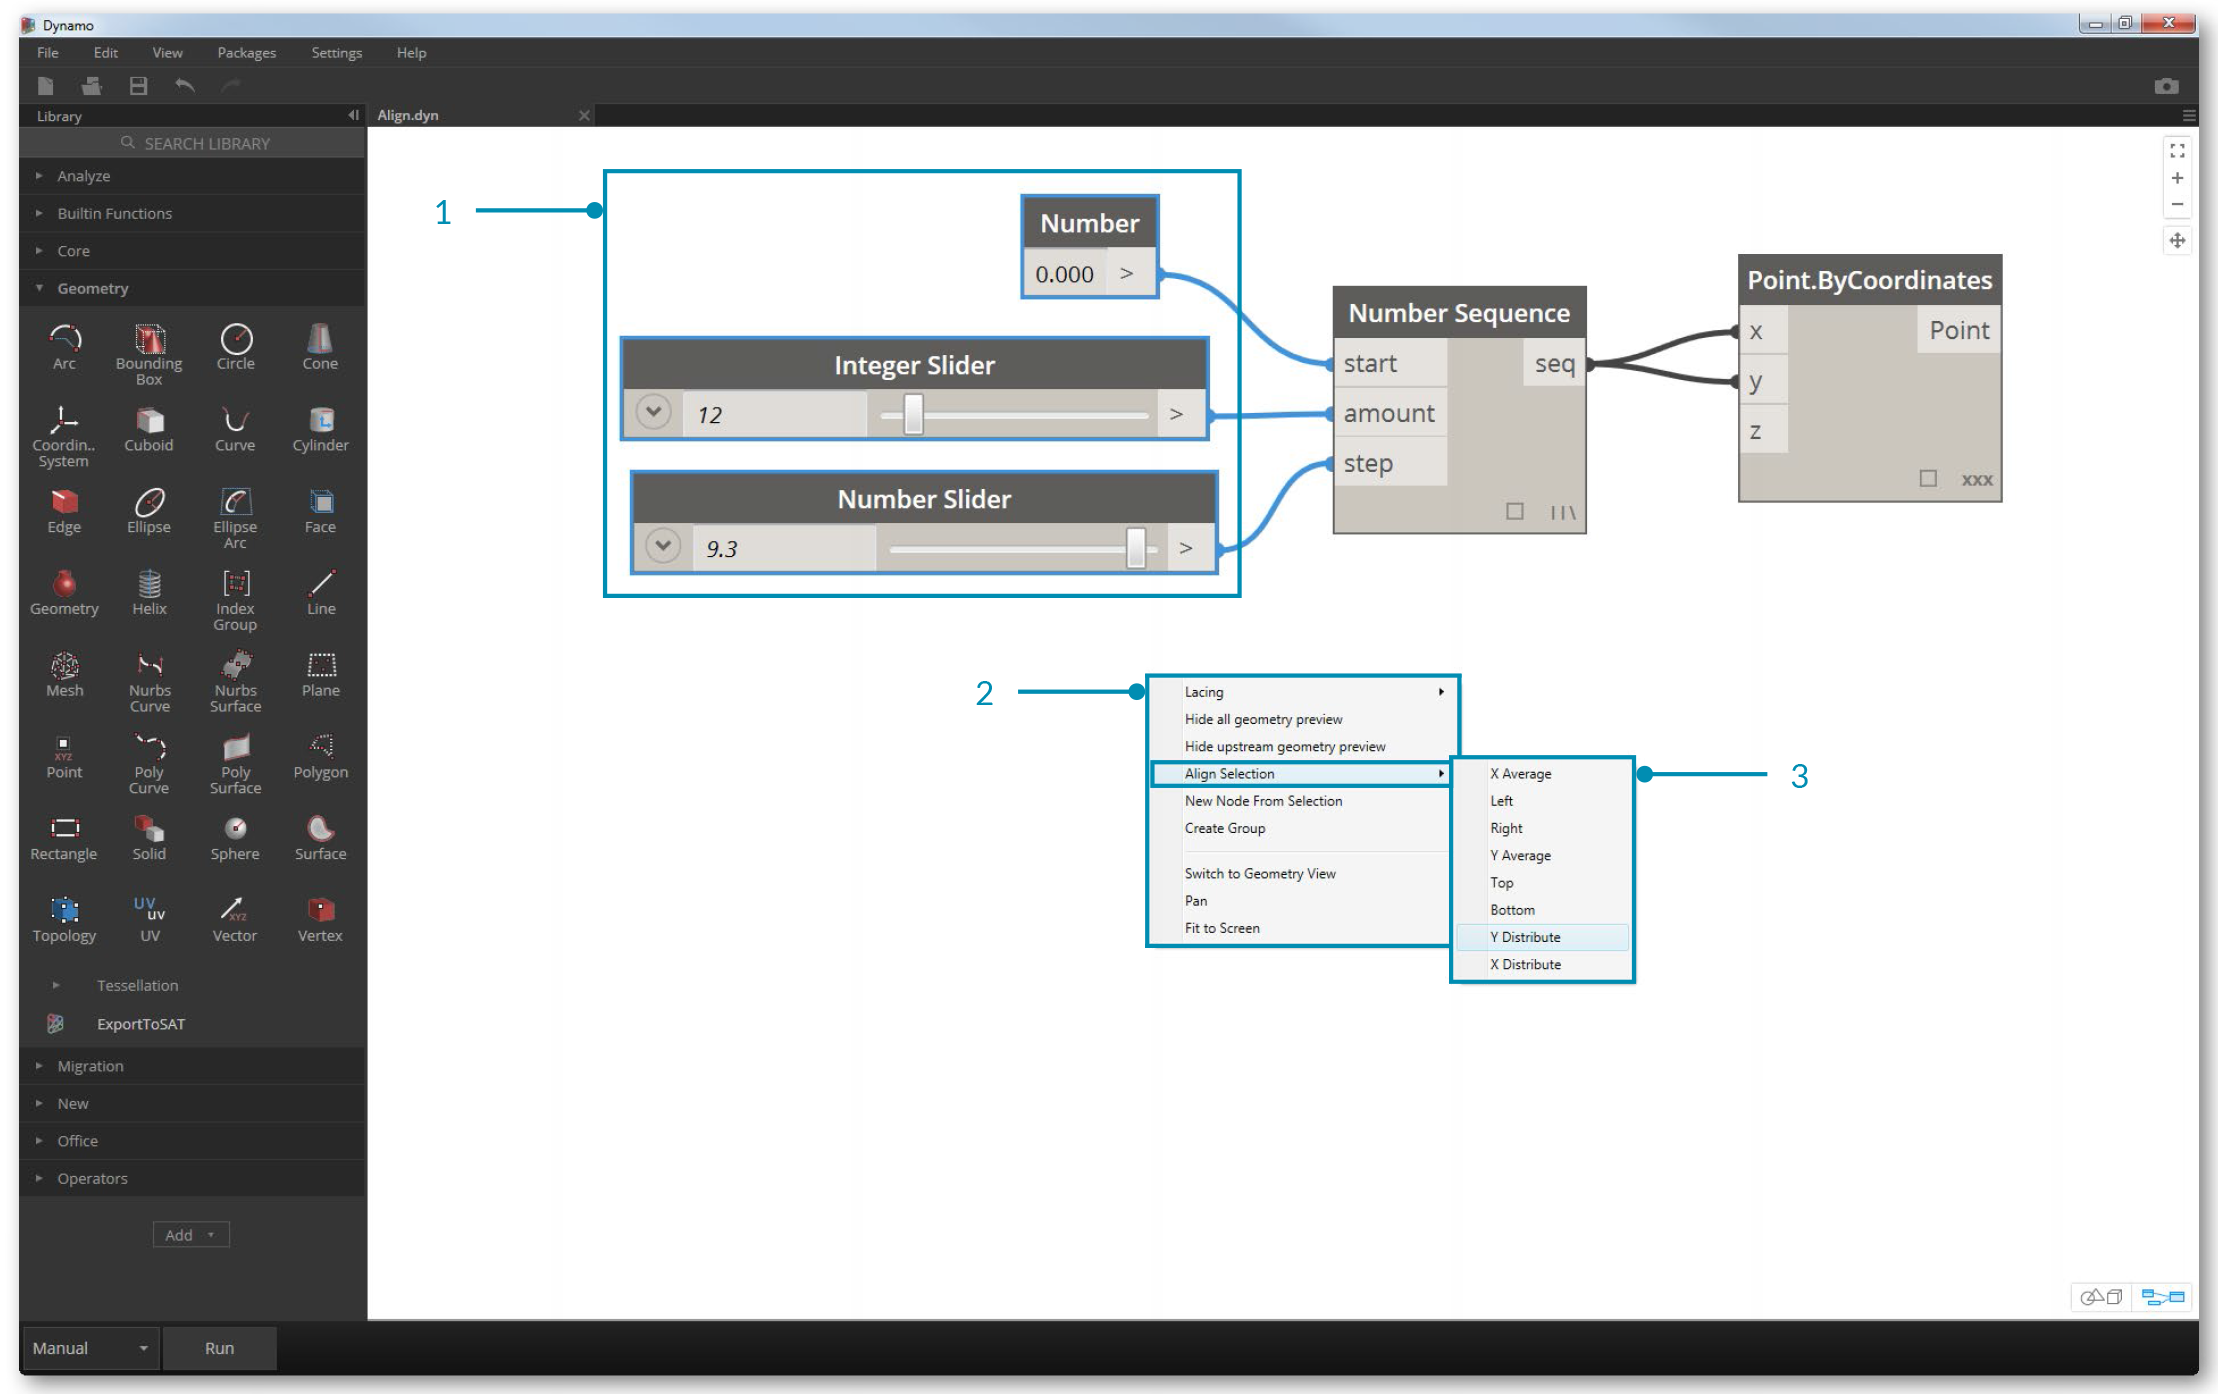 Dynamo
File Edit View Packages Settings Help
Library
Align.dyn
SEARCH LIBRARY
Analyze
Builtin Functions
Core
Geometry
Arc Bounding Box Circle Cone
Coordin.. System Cuboid Curve Cylinder
Edge Ellipse Ellipse Arc Face
Geometry Helix Index Group Line
Mesh Nurbs Curve Nurbs Surface Plane
XYZ
Point Poly Curve Poly Surface Polygon
Rectangle Solid Sphere Surface
UV uv XYZ
Topology UV Vector Vertex
Tessellation
ExportToSAT
Migration
New
Office
Operators
Add
Manual Run
1
Number
0.000 >
Integer Slider
12 >
Number Slider
9.3 >
Number Sequence
start seq
amount
step
Point.ByCoordinates
x Point
y
z
xxx
2
Lacing
Hide all geometry preview
Hide upstream geometry preview
Align Selection
New Node From Selection
Create Group
Switch to Geometry View
Pan
Fit to Screen
3
X Average
Left
Right
Y Average
Top
Bottom
Y Distribute
X Distribute